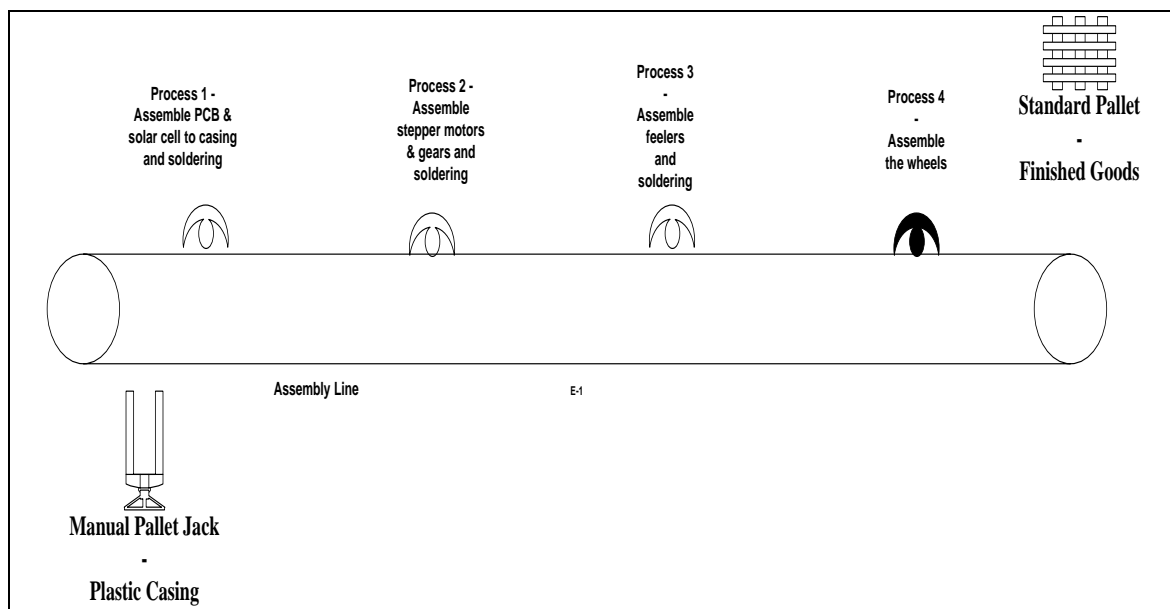 Process 1 -
Assemble PCB &
solar cell to casing
and soldering
Process 2 -
Assemble
stepper motors
& gears and
soldering
Process 3
-
Assemble
feelers
and
soldering
Process 4
-
Assemble
the wheels
Standard Pallet
-
Finished Goods
Assembly Line
E-1
Manual Pallet Jack
-
Plastic Casing